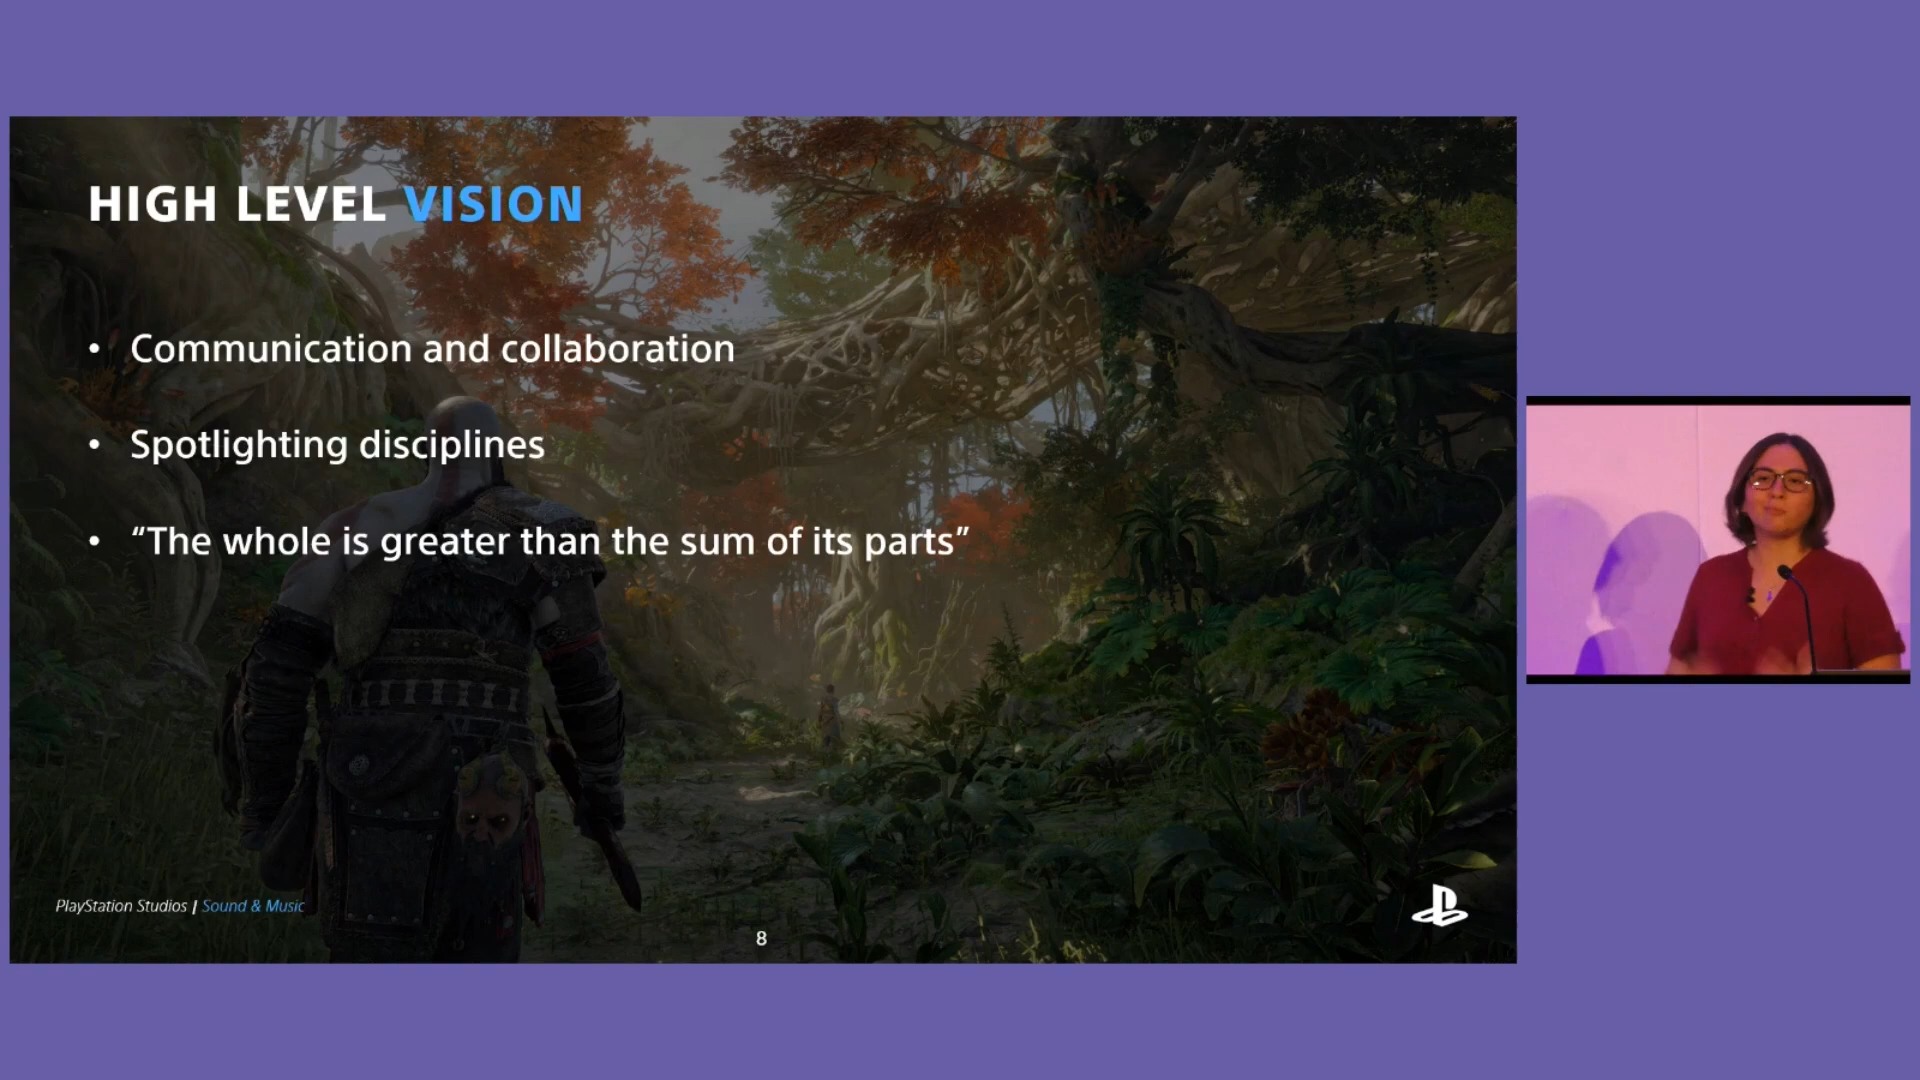 HIGH LEVEL VISION
• Communication and collaboration
• Spotlighting disciplines
• “The whole is greater than the sum of its parts”
PlayStation Studios | Sound & Music
8